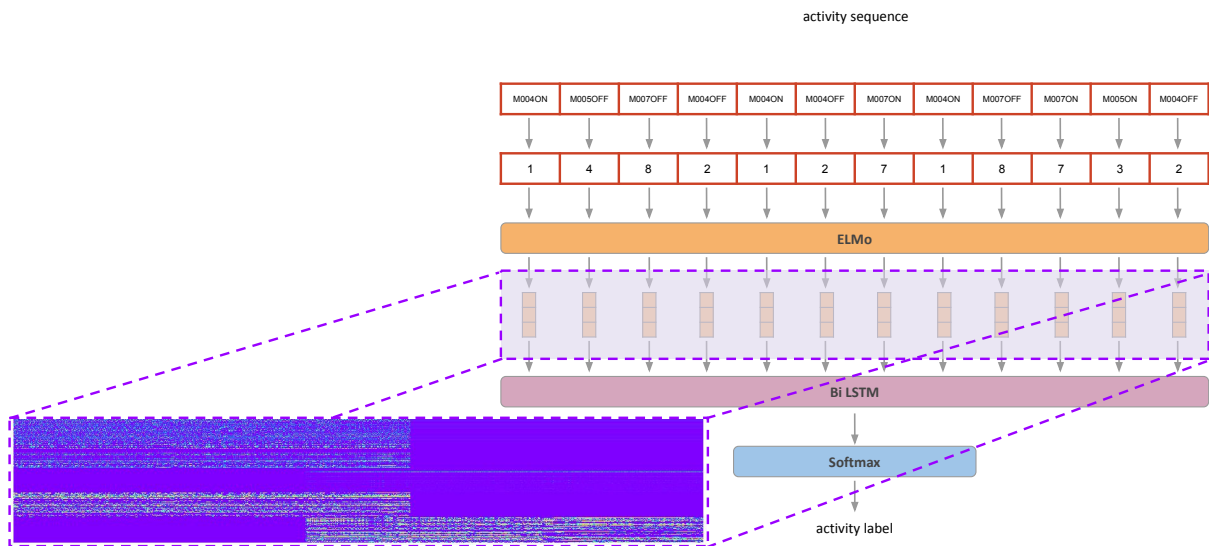 activity sequence
M004ON M005OFF M007OFF M004OFF M004ON M004OFF M007ON M004ON M007OFF M007ON M005ON M004OFF
1 4 8 2 1 2 7 1 8 7 3 2
ELMo
Bi LSTM
Softmax
activity label